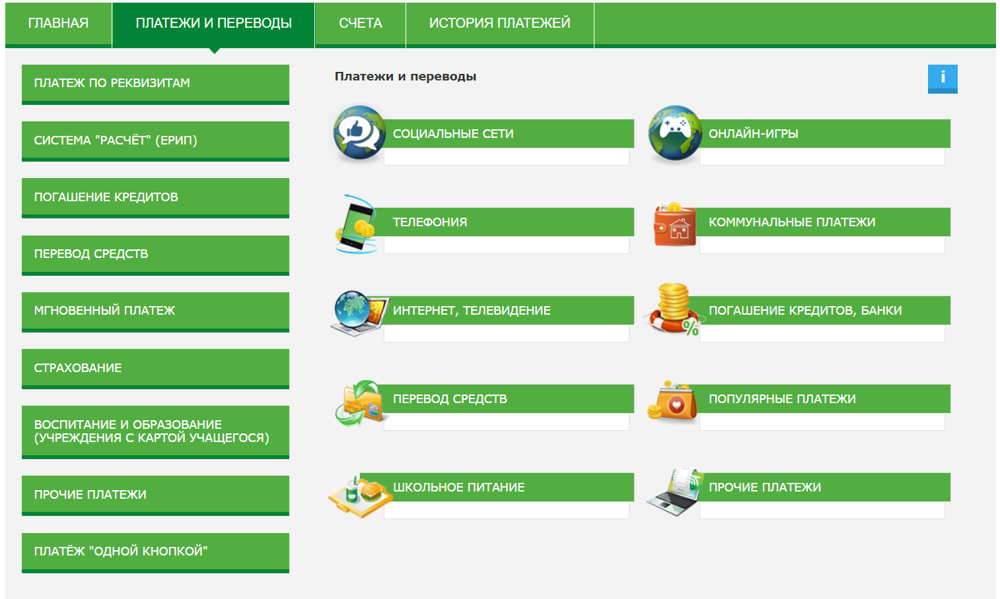 ГЛАВНАЯ
ПЛАТЕЖИ И ПЕРЕВОДЫ
СЧЕТА
ИСТОРИЯ ПЛАТЕЖЕЙ
ПЛАТЕЖ ПО РЕКВИЗИТАМ
СИСТЕМА "РАСЧЁТ" (ЕРИП)
ПОГАШЕНИЕ КРЕДИТОВ
ПЕРЕВОД СРЕДСТВ
МГНОВЕННЫЙ ПЛАТЕЖ
СТРАХОВАНИЕ
ВОСПИТАНИЕ И ОБРАЗОВАНИЕ
(УЧРЕЖДЕНИЯ С КАРТОЙ УЧАЩЕГОСЯ)
ПРОЧИЕ ПЛАТЕЖИ
ПЛАТЁЖ "ОДНОЙ КНОПКОЙ"
Платежи и переводы
i
СОЦИАЛЬНЫЕ СЕТИ
ОНЛАЙН-ИГРЫ
ТЕЛЕФОНИЯ
КОММУНАЛЬНЫЕ ПЛАТЕЖИ
ИНТЕРНЕТ, ТЕЛЕВИДЕНИЕ
ПОГАШЕНИЕ КРЕДИТОВ, БАНКИ
%
ПЕРЕВОД СРЕДСТВ
ПОПУЛЯРНЫЕ ПЛАТЕЖИ
ШКОЛЬНОЕ ПИТАНИЕ
ПРОЧИЕ ПЛАТЕЖИ